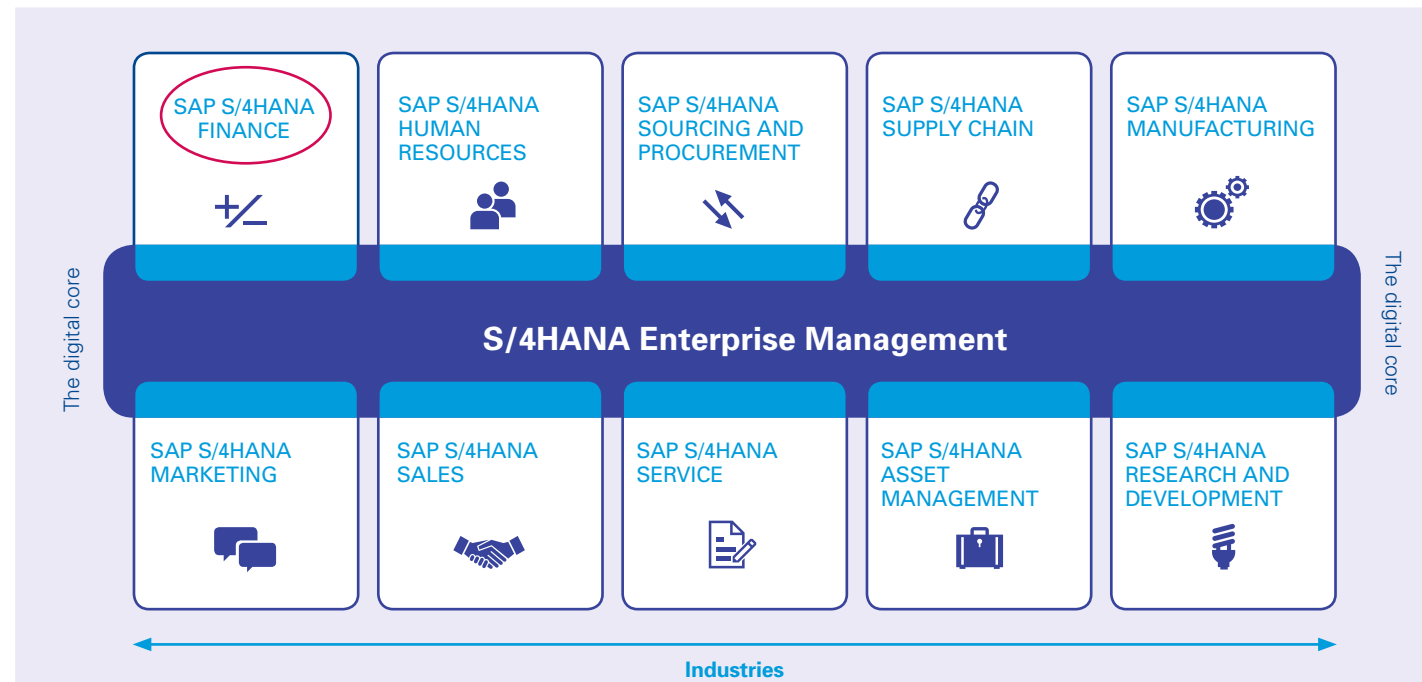 SAP S/4HANA
FINANCE
SAP S/4HANA
HUMAN
RESOURCES
SAP S/4HANA
SOURCING AND
PROCUREMENT
SAP S/4HANA
SUPPLY CHAIN
SAP S/4HANA
MANUFACTURING
The digital core
S/4HANA Enterprise Management
The digital core
SAP S/4HANA
MARKETING
SAP S/4HANA
SALES
SAP S/4HANA
SERVICE
SAP S/4HANA
ASSET
MANAGEMENT
SAP S/4HANA
RESEARCH AND
DEVELOPMENT
Industries